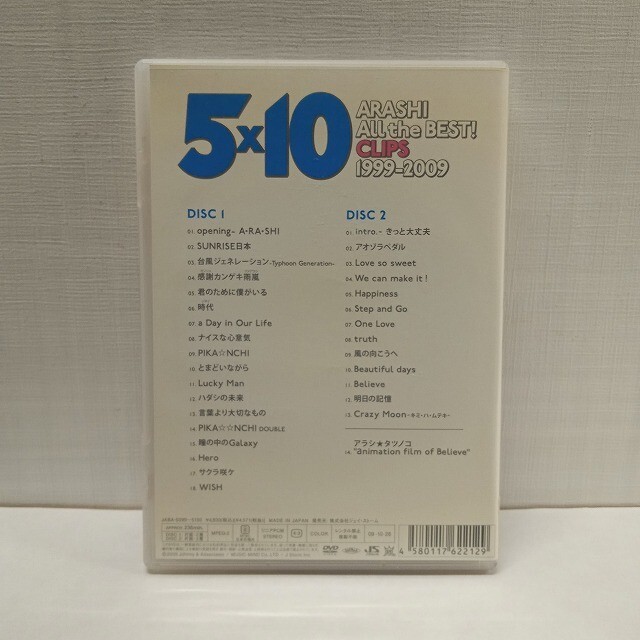 5×10
ARASHI
All the BEST!
CLIPS
1999-2009
DISC 1
01. opening- A・RA・SHI
02. SUNRISE日本
03. 台風ジェネレーション-Typhoon Generation-
04. 感謝カンゲキ雨嵐
05. 君のために僕がいる
06. 時代
07. a Day in Our Life
08. ナイスな心意気
09. PIKA☆NCHI
10. とまどいながら
11. Lucky Man
12. ハダシの未来
13. 言葉より大切なもの
14. PIKA☆☆NCHI DOUBLE
15. 瞳の中のGalaxy
16. Hero
17. サクラ咲ケ
18. WISH
DISC 2
01. intro.- きっと大丈夫
02. アオゾラペダル
03. Love so sweet
04. We can make it !
05. Happiness
06. Step and Go
07. One Love
08. truth
09. 風の向こうへ
10. Beautiful days
11. Believe
12. 明日の記憶
13. Crazy Moon～キミ・ハ・ムテキ～
アラシ★タツノコ
14. "animation film of Believe"
MADE IN JAPAN
MPEG-2
STEREO
COLOR
DVD
4 580117 622129